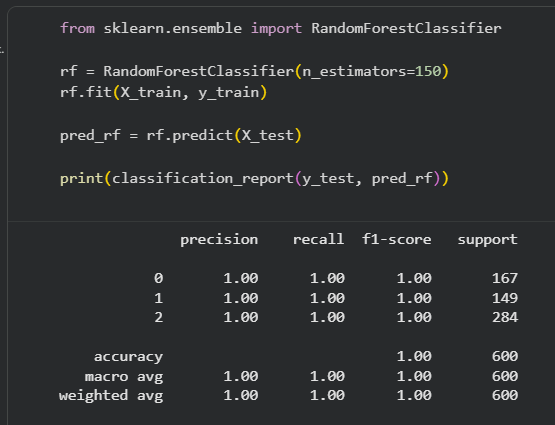 from sklearn.ensemble import RandomForestClassifier
rf = RandomForestClassifier(n_estimators=150)
rf.fit(X_train, y_train)
pred_rf = rf.predict(X_test)
print(classification_report(y_test, pred_rf))
precision recall f1-score support
0 1.00 1.00 1.00 167
1 1.00 1.00 1.00 149
2 1.00 1.00 1.00 284
accuracy 1.00 600
macro avg 1.00 1.00 1.00 600
weighted avg 1.00 1.00 1.00 600